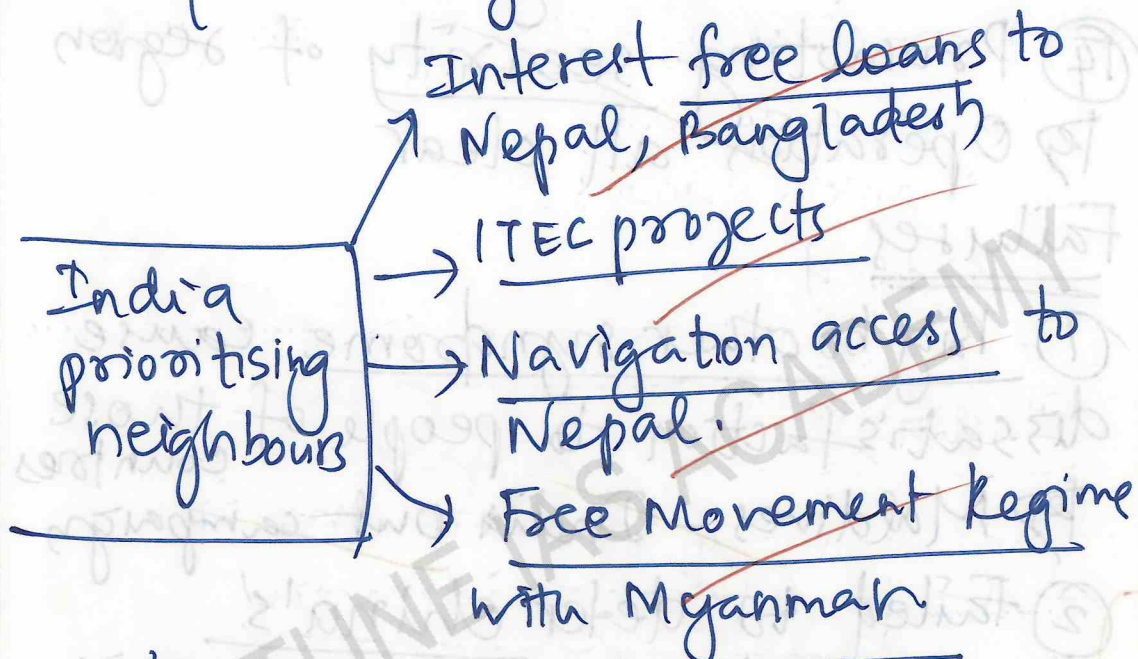 Interest free loans to
Nepal, Bangladesh
ITEC projects
India
prioritising
neighbours
Navigation access to
Nepal.
Free Movement Regime
with Myanmar